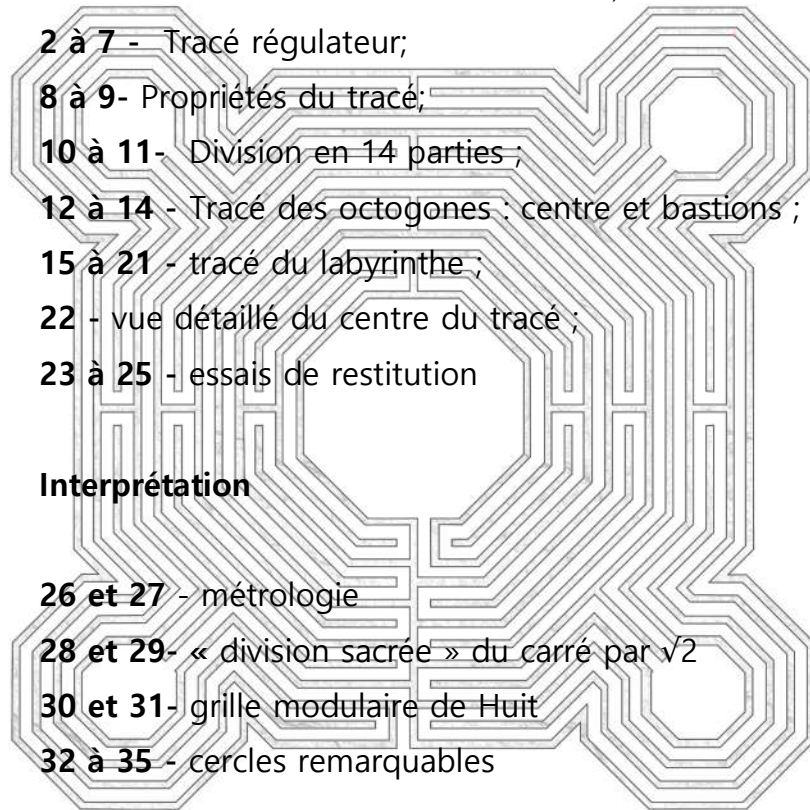 2 à 7 - Tracé régulateur;
8 à 9- Propriétés du tracé;
10 à 11- Division en 14 parties ;
12 à 14 - Tracé des octogones : centre et bastions ;
15 à 21 - tracé du labyrinthe ;
22 - vue détaillé du centre du tracé ;
23 à 25 - essais de restitution
Interprétation
26 et 27 - métrologie
28 et 29- « division sacrée » du carré par √2
30 et 31- grille modulaire de Huit
32 à 35 - cercles remarquables